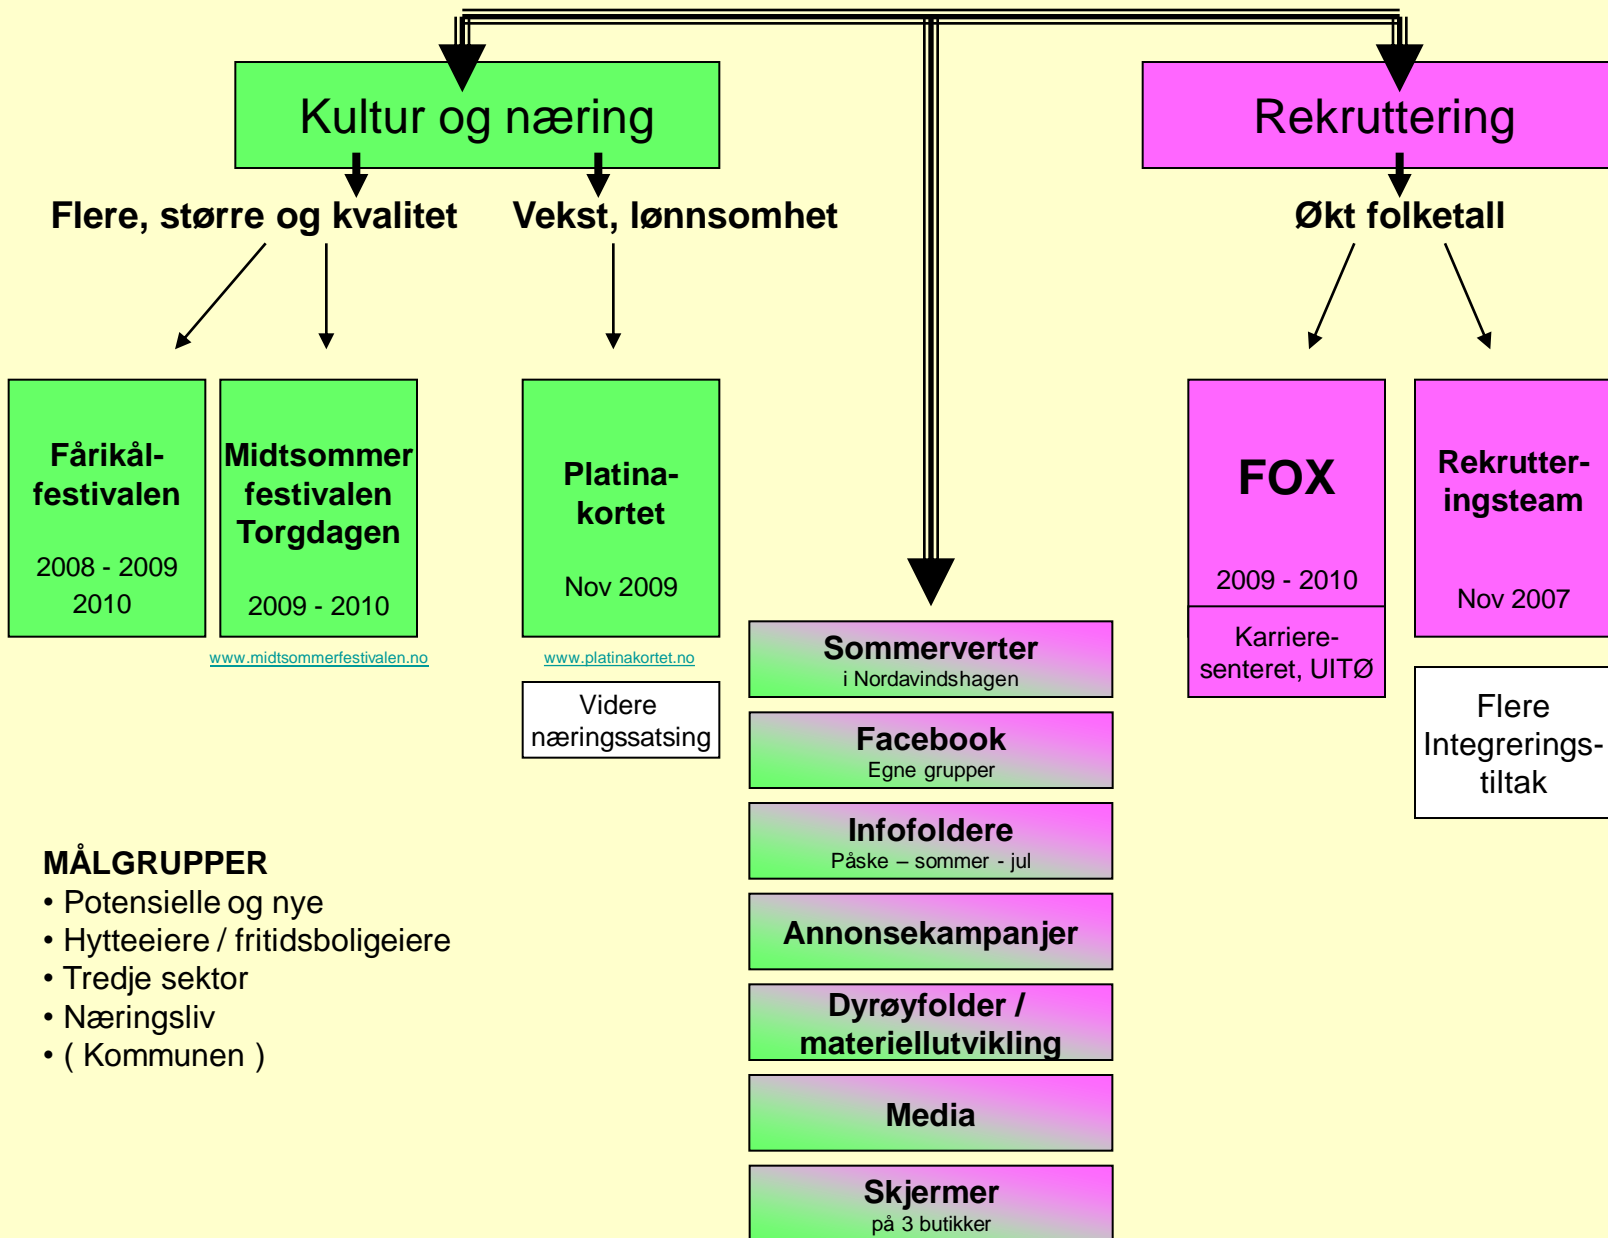 Kultur og næring
Rekruttering
Flere, større og kvalitet
Vekst, lønnsomhet
Økt folketall
Fårikål-
festivalen
2008 - 2009
2010
Midtsommer
festivalen
Torgdagen
2009 - 2010
www.midtsommerfestivalen.no
Platina-
kortet
Nov 2009
www.platinakortet.no
Videre
næringssatsing
FOX
2009 - 2010
Karriere-
senteret, UITØ
Rekrutter-
ingsteam
Nov 2007
Flere
Integrerings-
tiltak
Sommerverter
i Nordavindshagen
Facebook
Egne grupper
Infofoldere
Påske – sommer - jul
Annonsekampanjer
Dyrøyfolder /
materiellutvikling
Media
Skjermer
på 3 butikker
MÅLGRUPPER
• Potensielle og nye
• Hytteeiere / fritidsboligeiere
• Tredje sektor
• Næringsliv
• ( Kommunen )